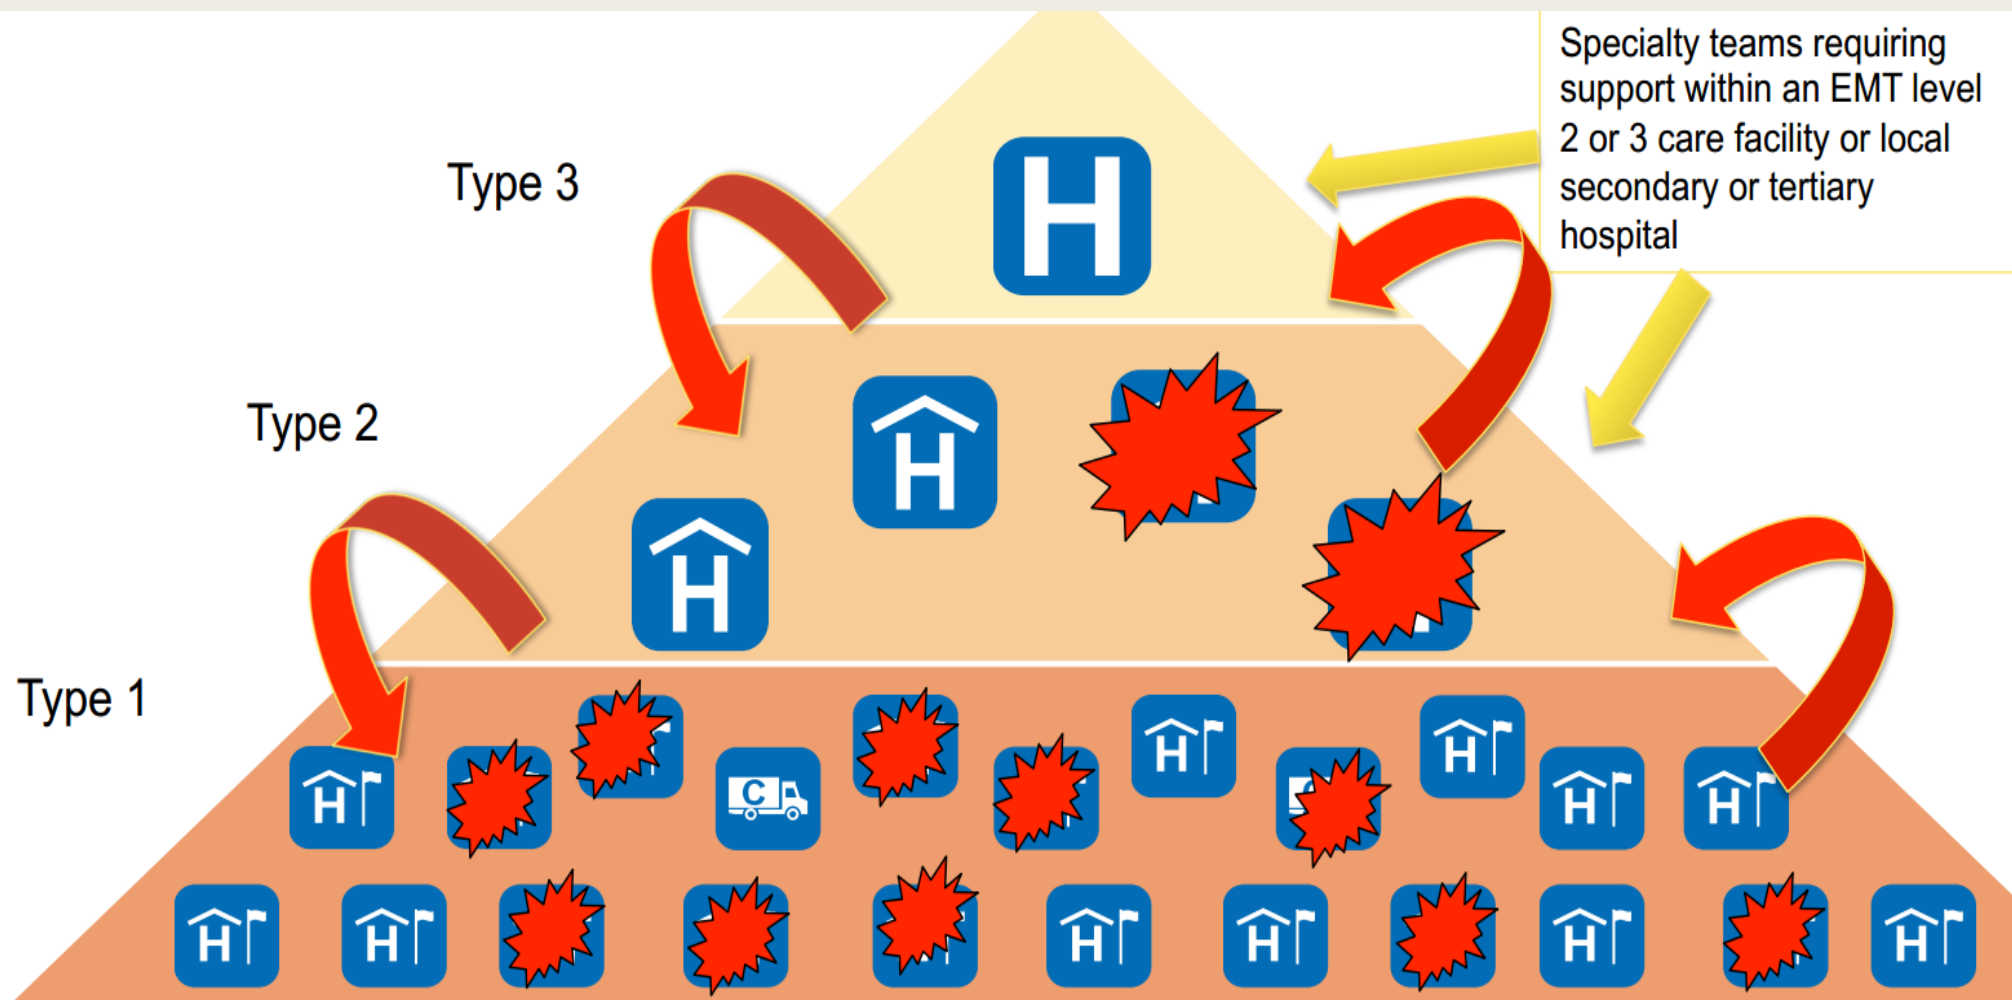 Specialty teams requiring
support within an EMT level
2 or 3 care facility or local
secondary or tertiary
hospital
Type 3
H
Type 2
H
H
Type 1
H
C
H
H
H
H
H
H
H
H
H
H